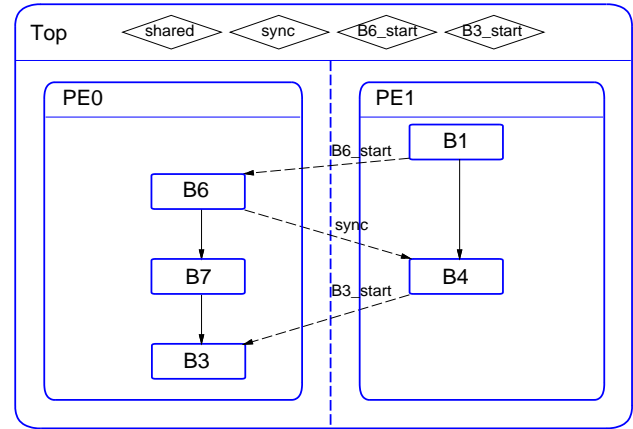 Top
shared
sync
B6_start
B3_start
PE0
PE1
B1
B6_start
B6
sync
B7
B4
B3_start
B3